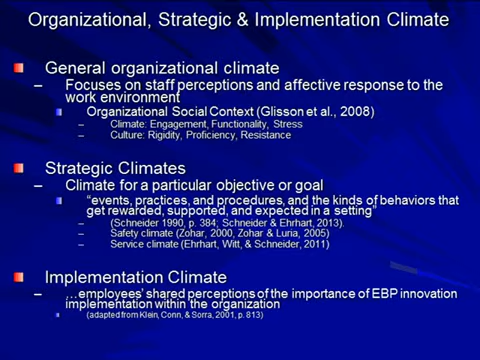 Organizational, Strategic & Implementation Climate
General organizational climate
– Focuses on staff perceptions and affective response to the
work environment
Organizational Social Context (Glisson et al., 2008)
– Climate: Engagement, Functionality, Stress
– Culture: Rigidity, Proficiency, Resistance
Strategic Climates
– Climate for a particular objective or goal
"events, practices, and procedures, and the kinds of behaviors that
get rewarded, supported, and expected in a setting"
– (Schneider 1990, p. 384; Schneider & Ehrhart, 2013).
– Safety climate (Zohar, 2000, Zohar & Luria, 2005)
– Service climate (Ehrhart, Witt, & Schneider, 2011)
Implementation Climate
– …employees' shared perceptions of the importance of EBP innovation
implementation within the organization
(adapted from Klein, Conn, & Sorra, 2001, p. 813)